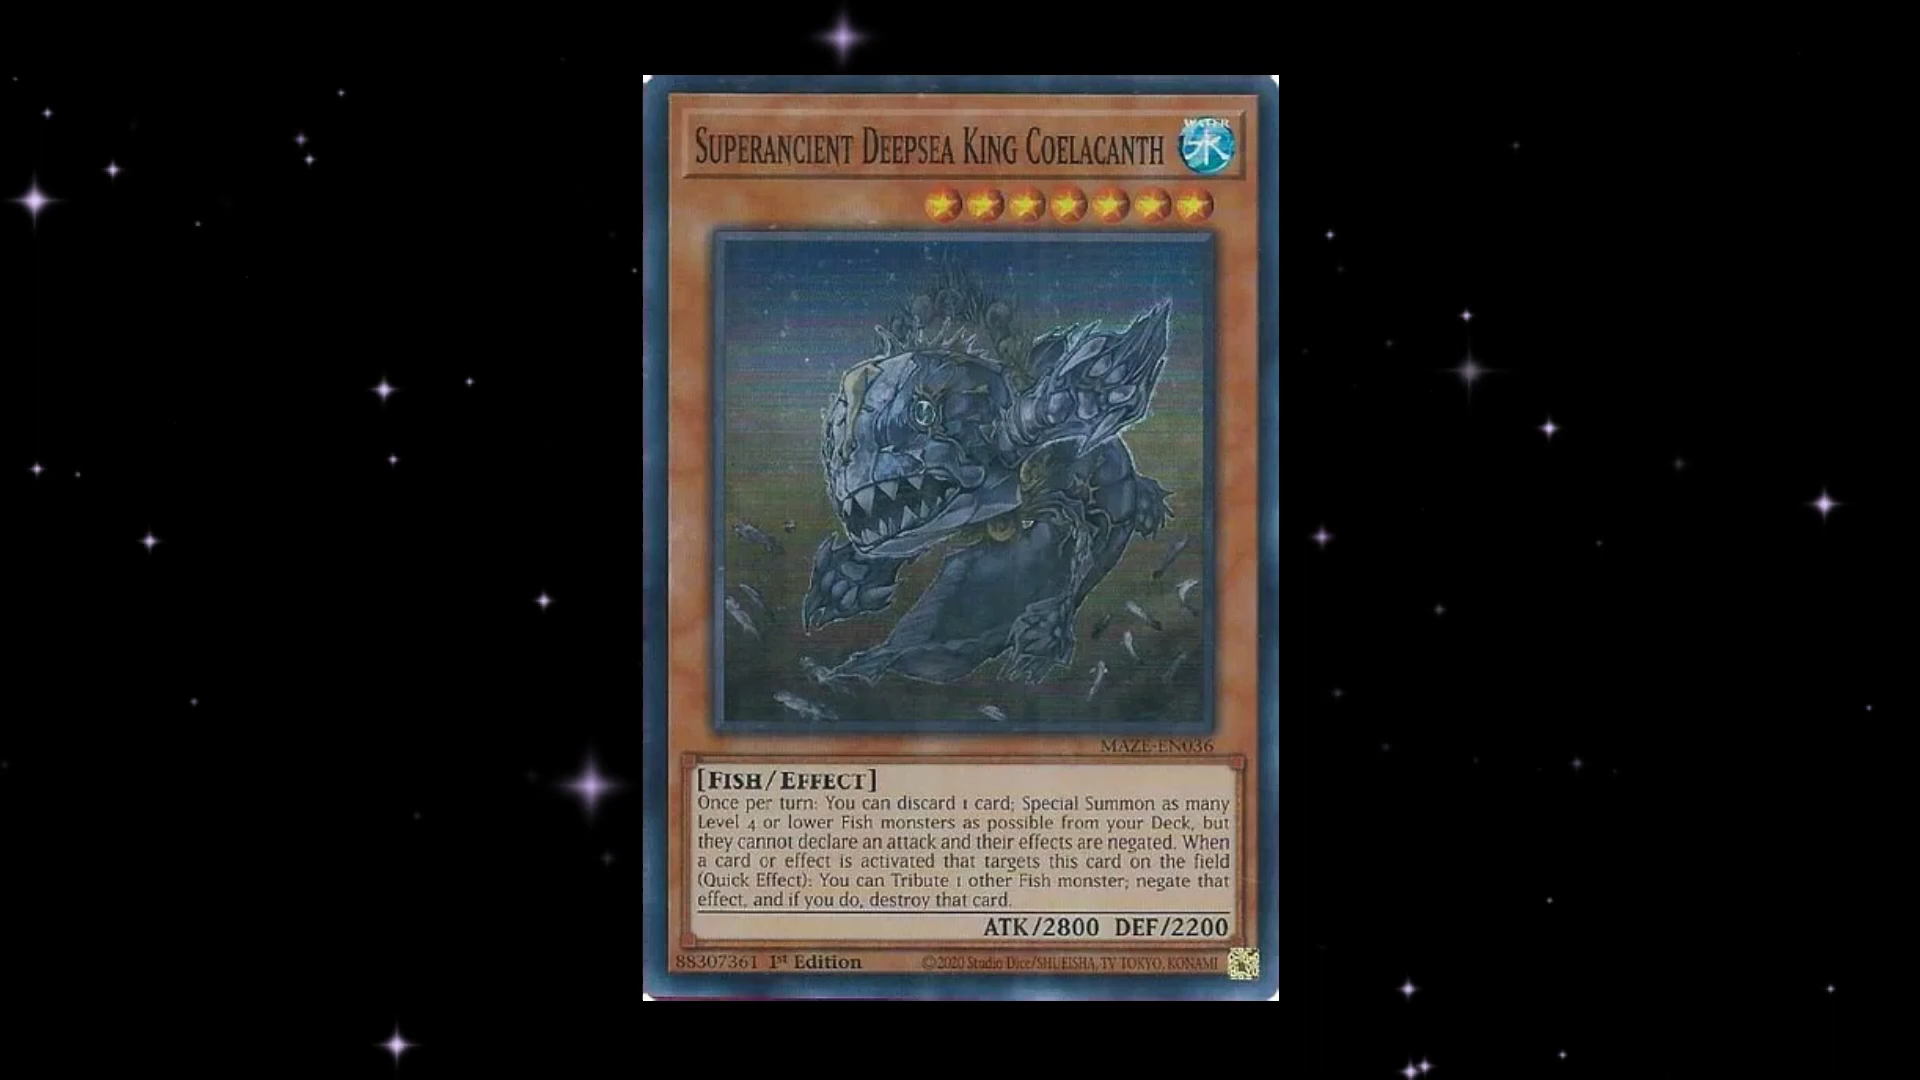 SUPERANCIENT DEEPSEA KING COELACANTH
WATER
水
MAZE-EN036
[FISH/EFFECT]
Once per turn: You can discard 1 card; Special Summon as many
Level 4 or lower Fish monsters as possible from your Deck, but
they cannot declare an attack and their effects are negated. When
a card or effect is activated that targets this card on the field
(Quick Effect): You can Tribute 1 other Fish monster; negate that
effect, and if you do, destroy that card.
ATK/2800 DEF/2200
88307361 1st Edition
©2020 Studio Dice/SHUEISHA, TV TOKYO, KONAMI